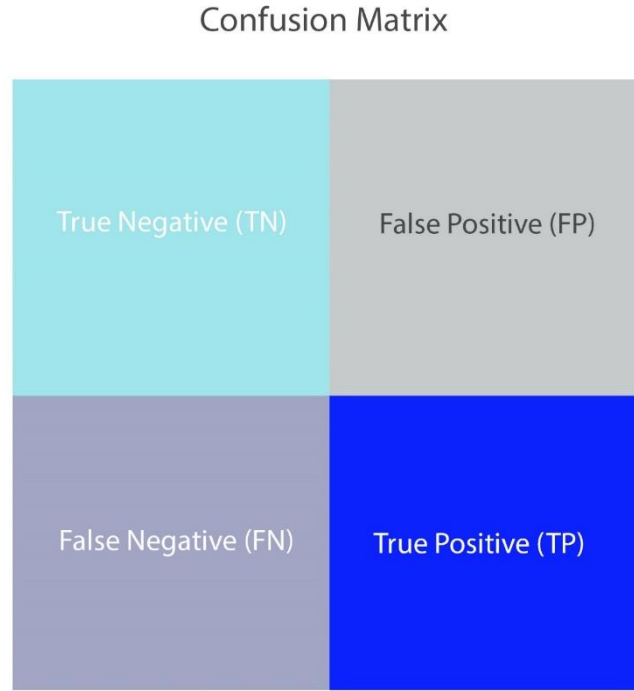 Confusion Matrix
True Negative (TN)
False Positive (FP)
False Negative (FN)
True Positive (TP)